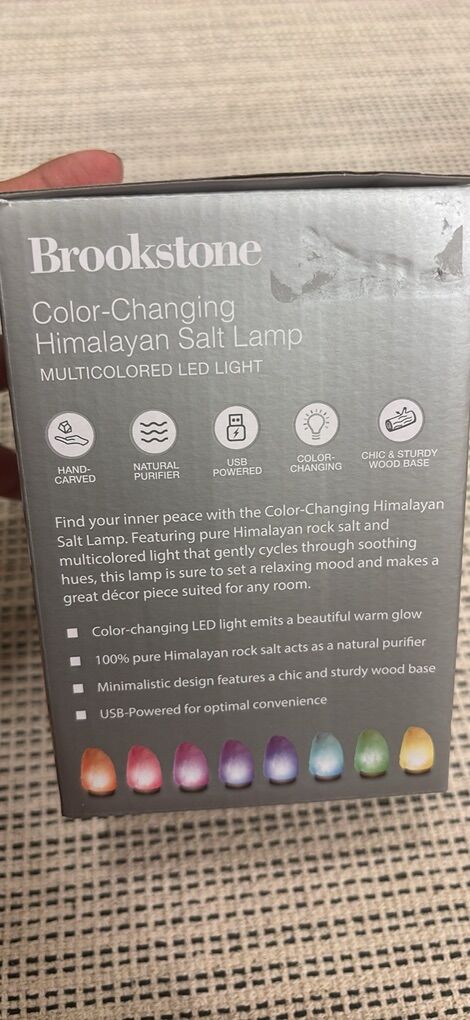 Brookstone
Color-Changing
Himalayan Salt Lamp
MULTICOLORED LED LIGHT
HAND-
CARVED
NATURAL
PURIFIER
USB
POWERED
COLOR-
CHANGING
CHIC & STURDY
WOOD BASE
Find your inner peace with the Color-Changing Himalayan
Salt Lamp. Featuring pure Himalayan rock salt and
multicolored light that gently cycles through soothing
hues, this lamp is sure to set a relaxing mood and makes a
great décor piece suited for any room.
Color-changing LED light emits a beautiful warm glow
100% pure Himalayan rock salt acts as a natural purifier
Minimalistic design features a chic and sturdy wood base
USB-Powered for optimal convenience